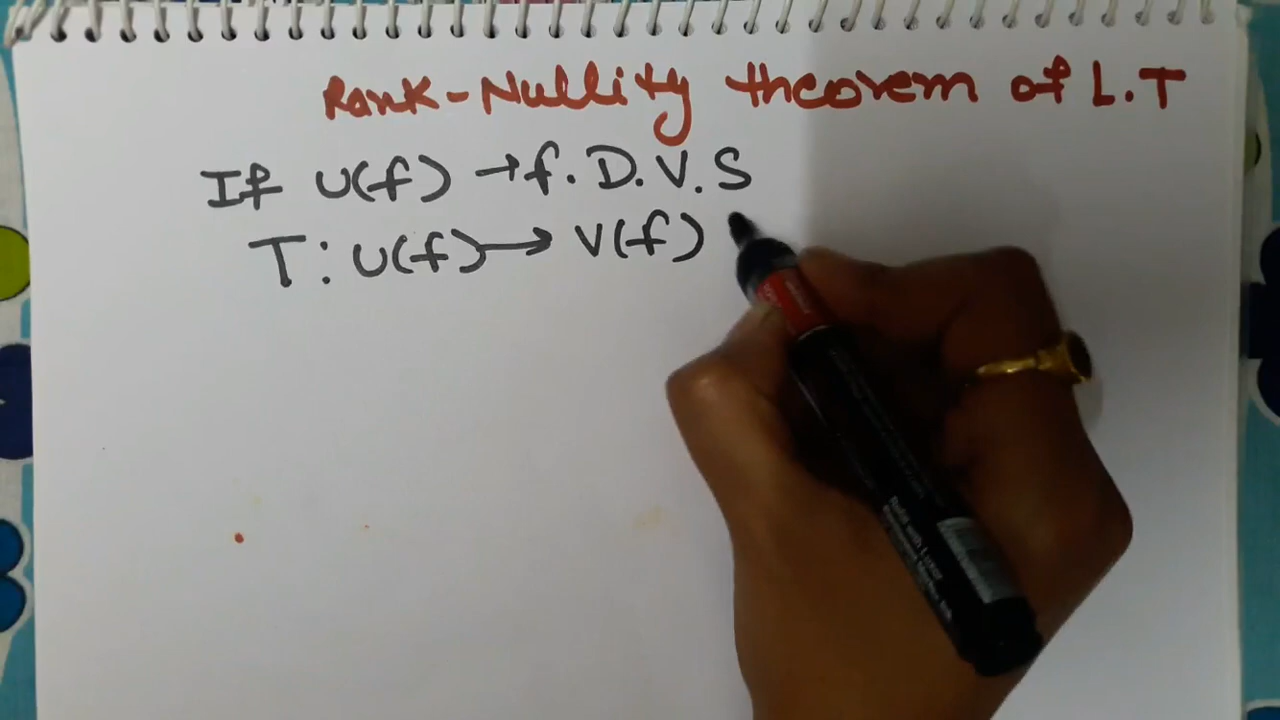 Rank-Nullity theorem of L.T
If U(f) → f.D.V.S
T: U(f) → V(f)